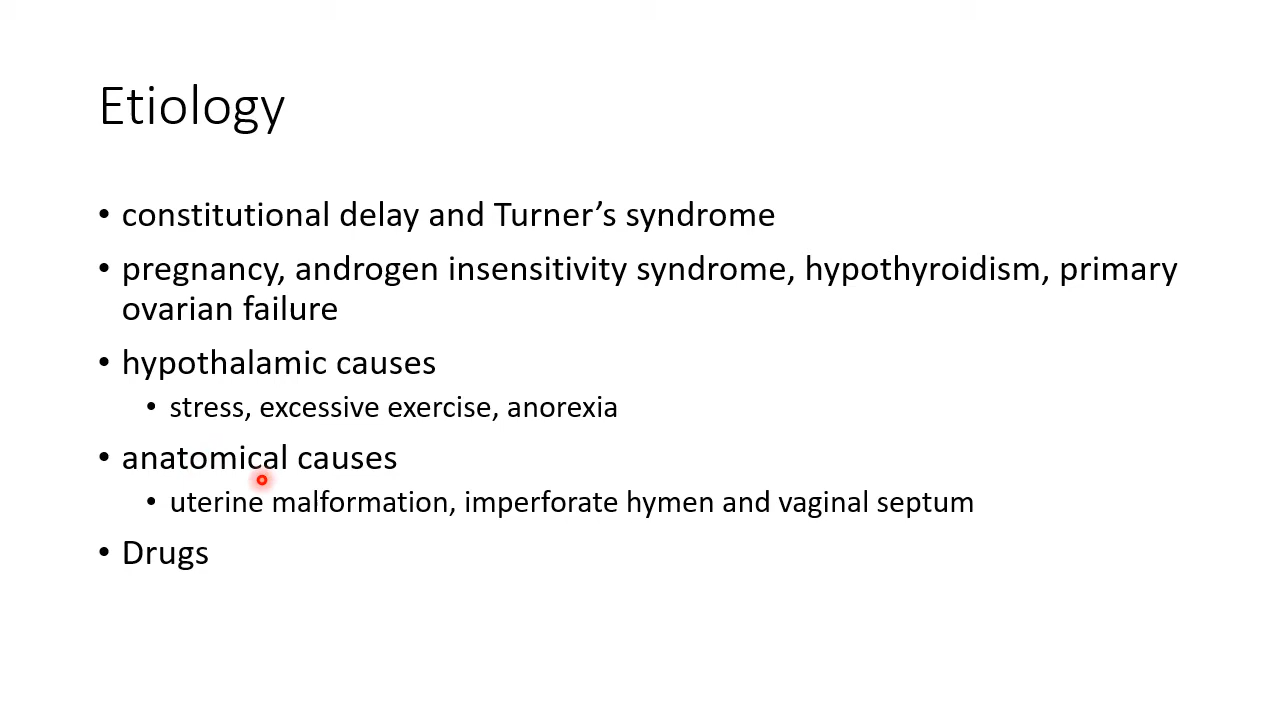 Etiology
• constitutional delay and Turner’s syndrome
• pregnancy, androgen insensitivity syndrome, hypothyroidism, primary
ovarian failure
• hypothalamic causes
• stress, excessive exercise, anorexia
• anatomical causes
• uterine malformation, imperforate hymen and vaginal septum
• Drugs